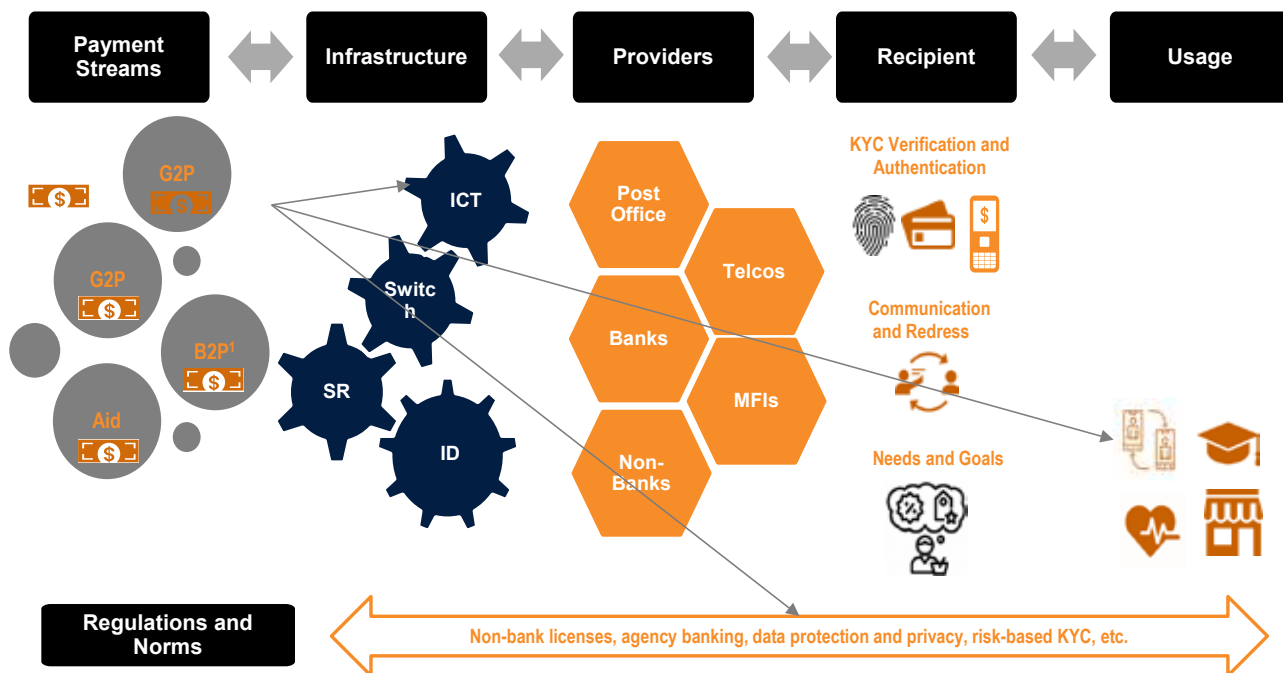 Payment
Streams
Infrastructure
Providers
Recipient
Usage
G2P
$
$
G2P
$
B2P¹
$
Aid
$
ICT
Switc
h
SR
ID
Post
Office
Telcos
Banks
MFIs
Non-
Banks
KYC Verification and
Authentication
$
Communication
and Redress
Needs and Goals
Regulations and
Norms
Non-bank licenses, agency banking, data protection and privacy, risk-based KYC, etc.